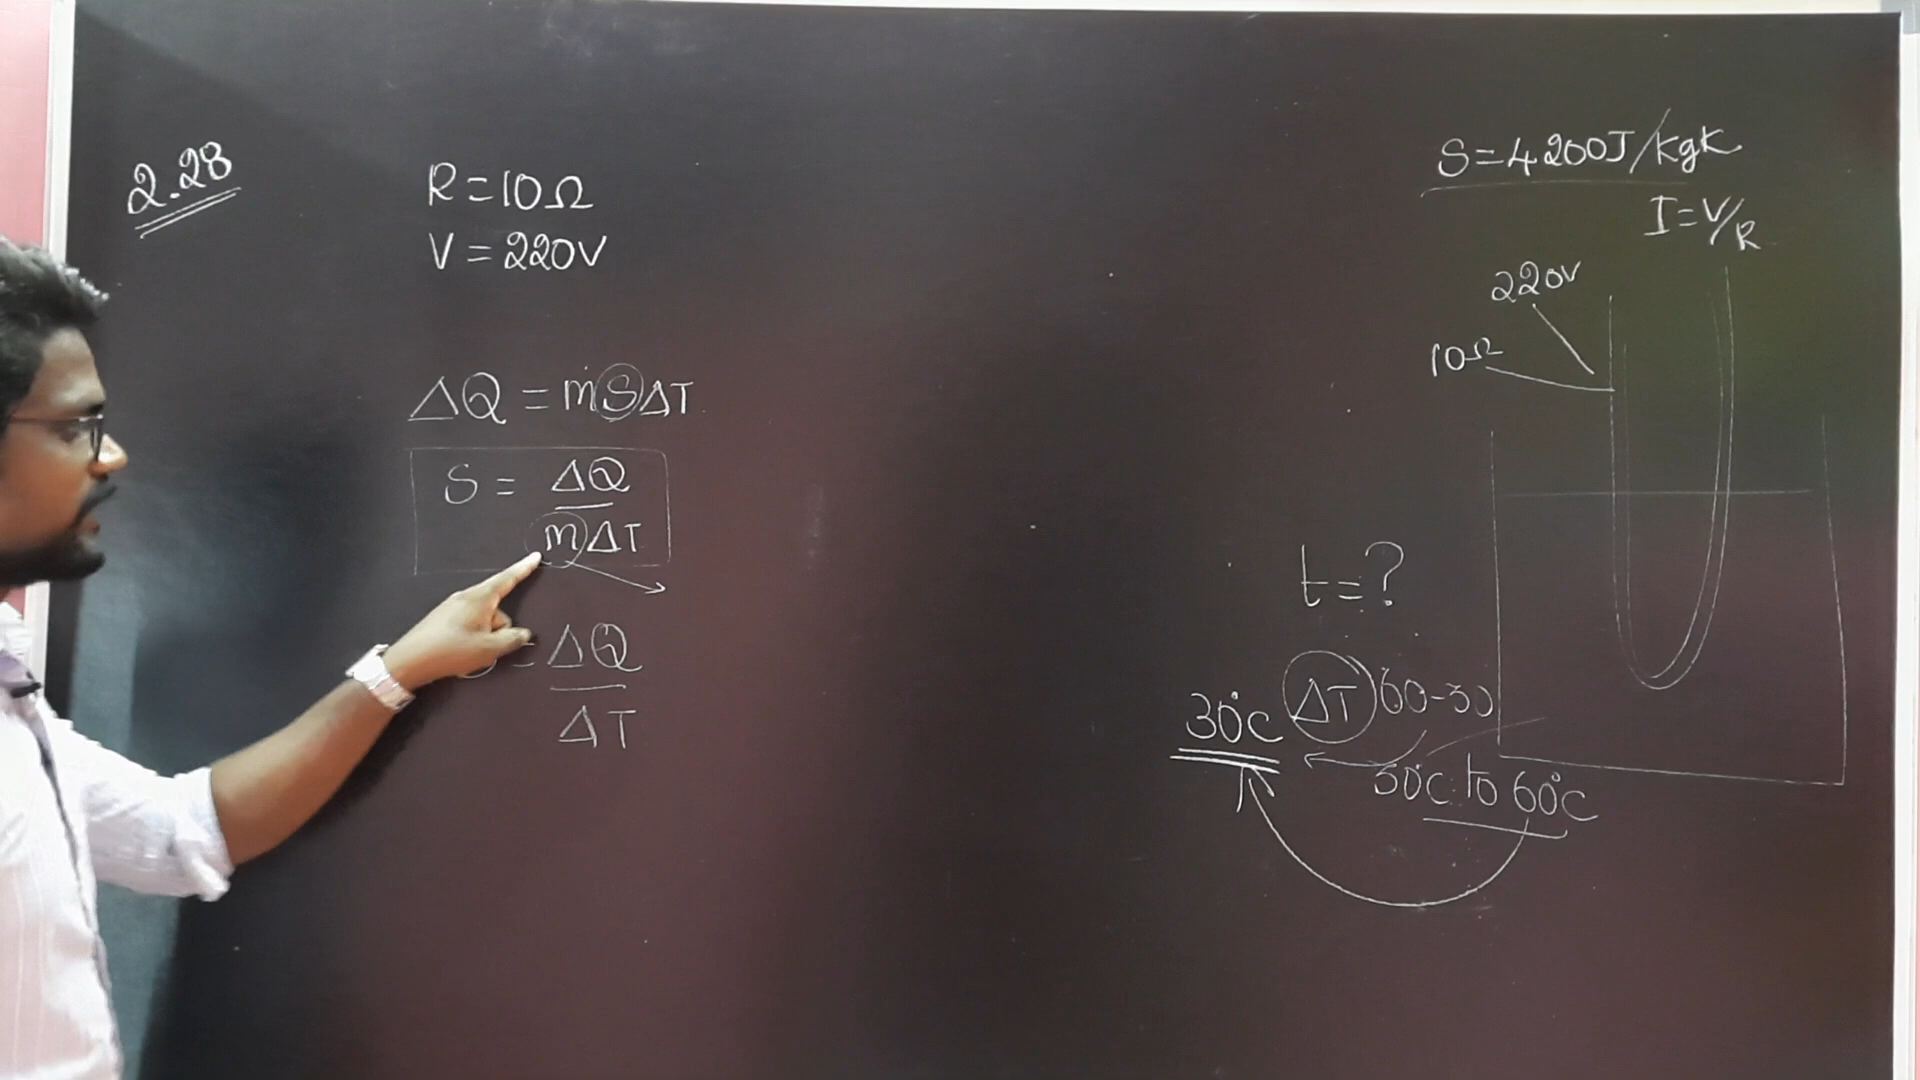 2.28
R = 10Ω
V = 220V
ΔQ = mSΔT
S = ΔQ
mΔT
= ΔQ
ΔT
S = 4200J/kgK
I = V/R
220V
10Ω
t = ?
30°C ΔT 60-30
30°C to 60°C